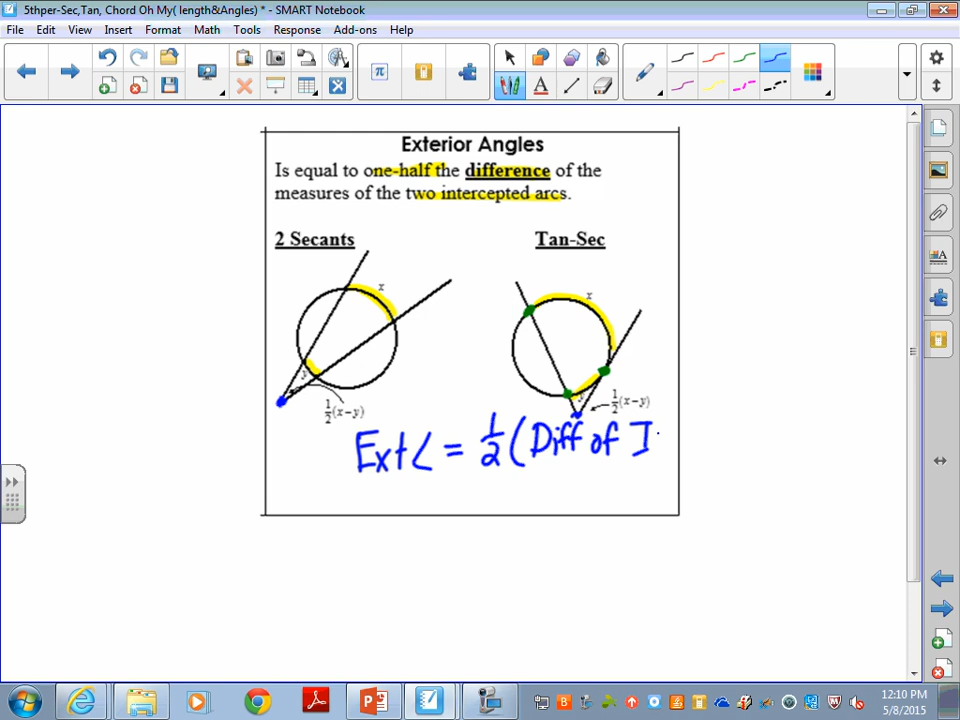 5thper-Sec,Tan, Chord Oh My( length&Angles) * - SMART Notebook
File Edit View Insert Format Math Tools Response Add-ons Help
Exterior Angles
Is equal to one-half the difference of the
measures of the two intercepted arcs.
2 Secants Tan-Sec
x x
y y
½(x−y) ½(x−y)
Ext∠ = ½(Diff of I
12:10 PM
5/8/2015